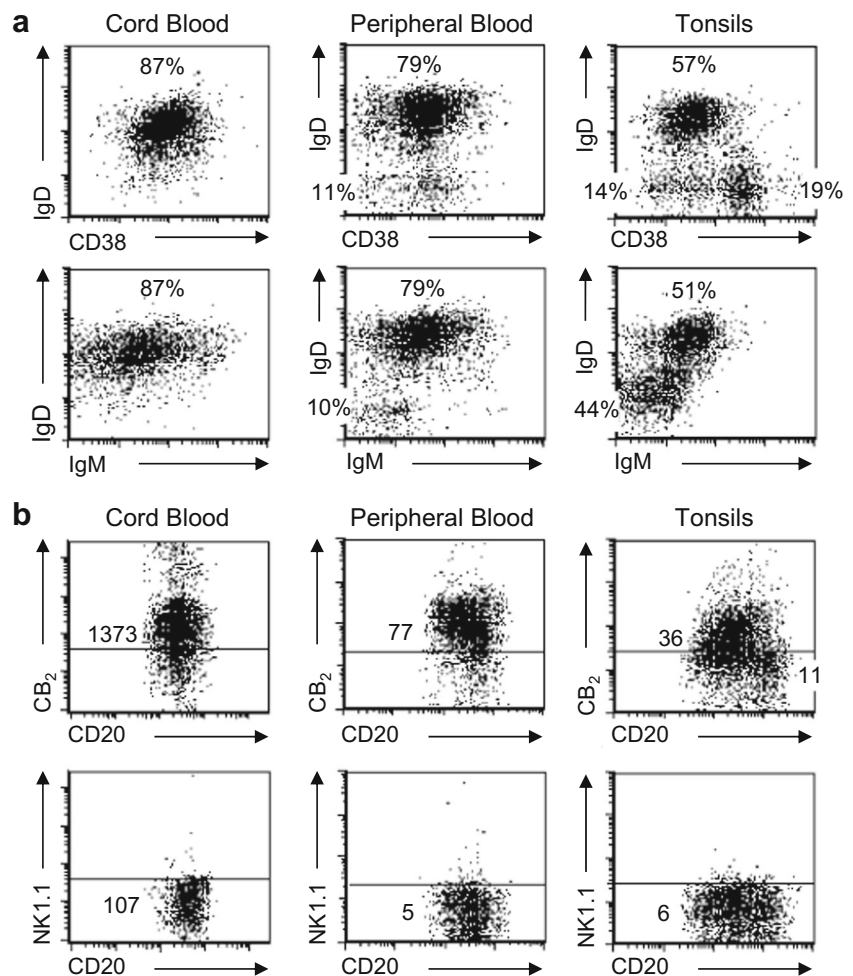 a
Cord Blood
Peripheral Blood
Tonsils
87%
IgD
CD38
79%
11%
IgD
CD38
57%
14%
19%
IgD
CD38
87%
IgD
IgM
79%
10%
IgD
IgM
51%
44%
IgD
IgM
b
Cord Blood
Peripheral Blood
Tonsils
1373
CB₂
CD20
77
CB₂
CD20
36
11
CB₂
CD20
107
NK1.1
CD20
5
NK1.1
CD20
6
NK1.1
CD20